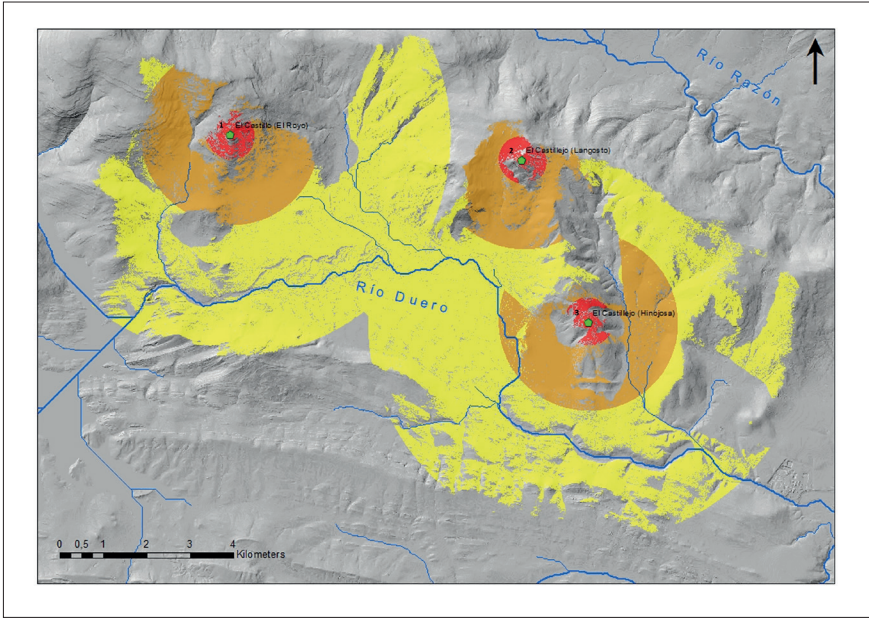 Río Razón
1 El Castillo (El Royo)
2 El Castillejo (Langosto)
Río Duero
3 El Castillejo (Hinojosa)
0 0,5 1 2 3 4
Kilometers